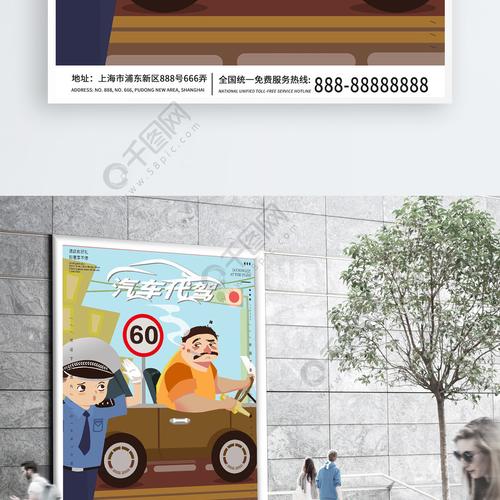 地址：上海市浦东新区888号666弄
ADDRESS: NO. 888, NO. 666, PUDONG NEW AREA, SHANGHAI
全国统一免费服务热线：
NATIONAL UNIFIED TOLL-FREE SERVICE HOTLINE
888-88888888
千图网
58pic.com
汽车代驾
60